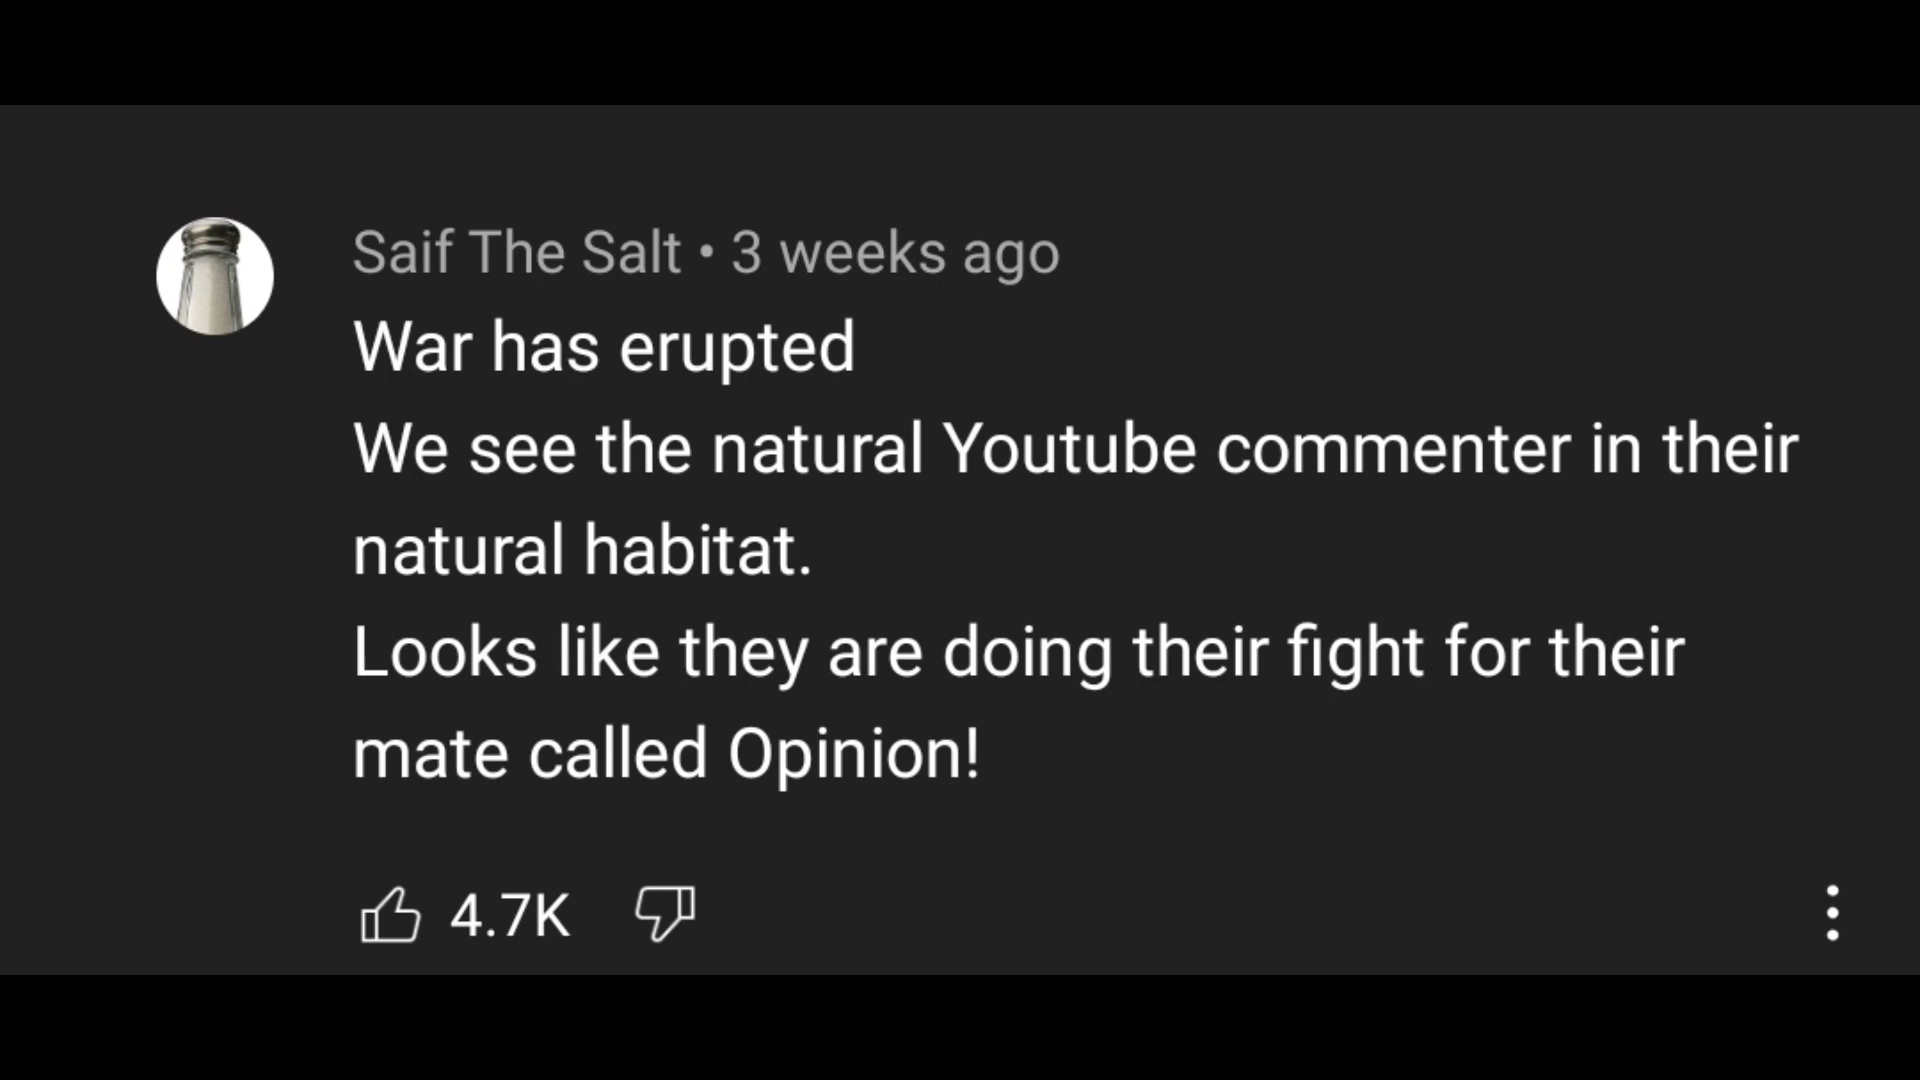 Saif The Salt • 3 weeks ago
War has erupted
We see the natural Youtube commenter in their
natural habitat.
Looks like they are doing their fight for their
mate called Opinion!
4.7K